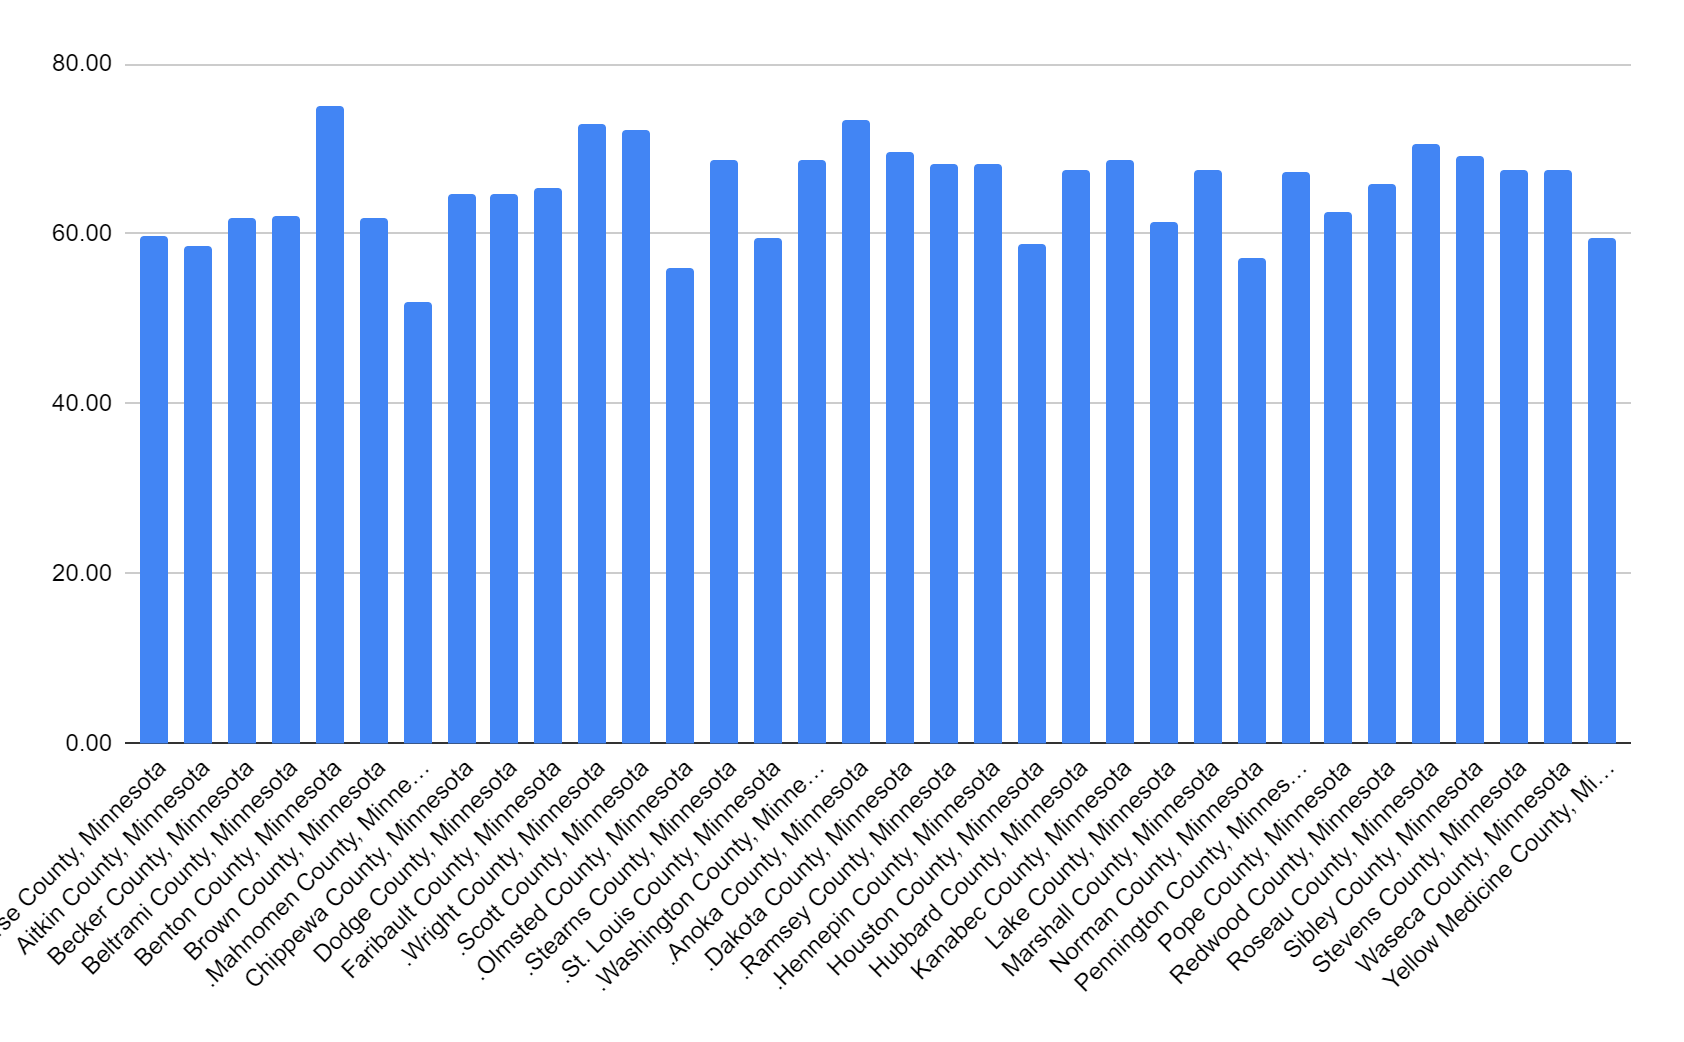 80.00
60.00
40.00
20.00
0.00
County, Minnesota
Aitkin County, Minnesota
Becker County, Minnesota
Beltrami County, Minnesota
Benton County, Minnesota
Brown County, Minnesota
.Mahnomen County, Minne…
Chippewa County, Minnesota
Dodge County, Minnesota
Faribault County, Minnesota
.Wright County, Minnesota
.Scott County, Minnesota
.Olmsted County, Minnesota
.Stearns County, Minnesota
.St. Louis County, Minnesota
.Washington County, Minne…
.Anoka County, Minnesota
.Dakota County, Minnesota
.Ramsey County, Minnesota
.Hennepin County, Minnesota
Houston County, Minnesota
Hubbard County, Minnesota
Kanabec County, Minnesota
Lake County, Minnesota
Marshall County, Minnesota
Norman County, Minnesota
Pennington County, Minnes…
Pope County, Minnesota
Redwood County, Minnesota
Roseau County, Minnesota
Sibley County, Minnesota
Stevens County, Minnesota
Waseca County, Minnesota
Yellow Medicine County, Mi…